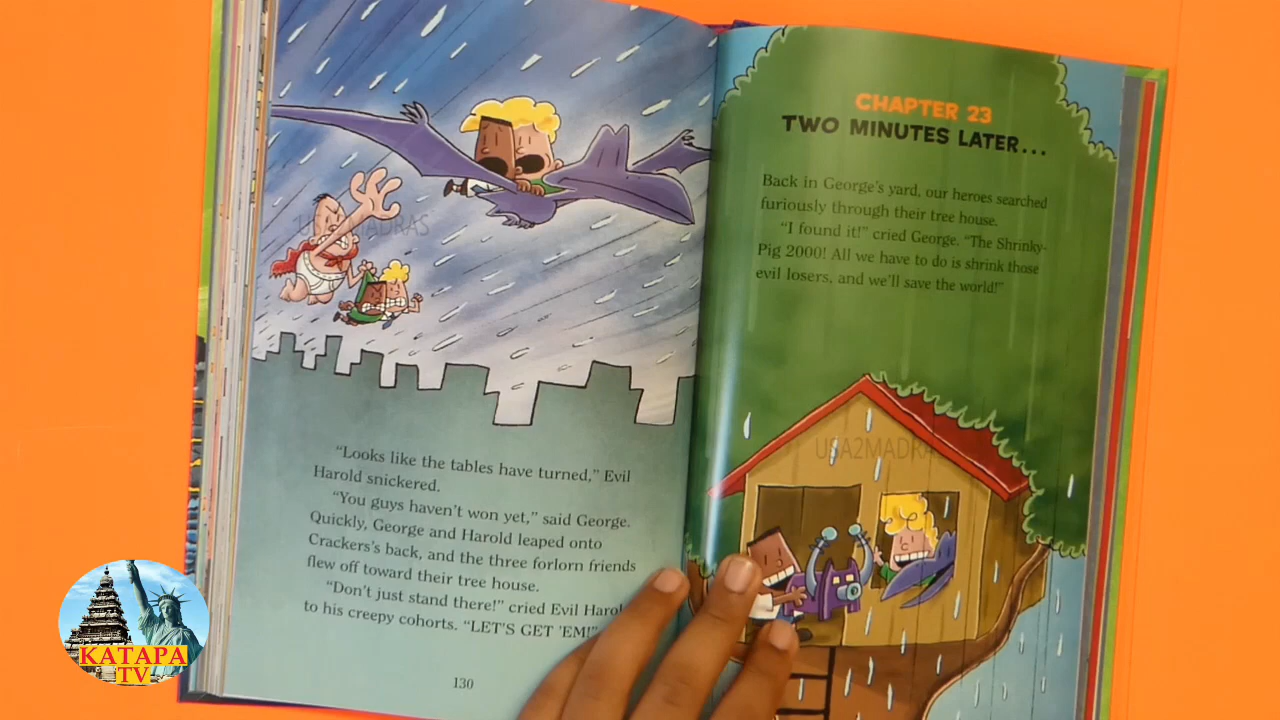 "Looks like the tables have turned," Evil
Harold snickered.
"You guys haven't won yet," said George.
Quickly, George and Harold leaped onto
Crackers's back, and the three forlorn friends
flew off toward their tree house.
"Don't just stand there!" cried Evil Harol
to his creepy cohorts. "LET'S GET 'EM!"
130
CHAPTER 23
TWO MINUTES LATER...
Back in George's yard, our heroes searched
furiously through their tree house.
"I found it!" cried George. "The Shrinky-
Pig 2000! All we have to do is shrink those
evil losers, and we'll save the world!"
USA2MADRAS
USA2MADRAS
KATAPA
TV